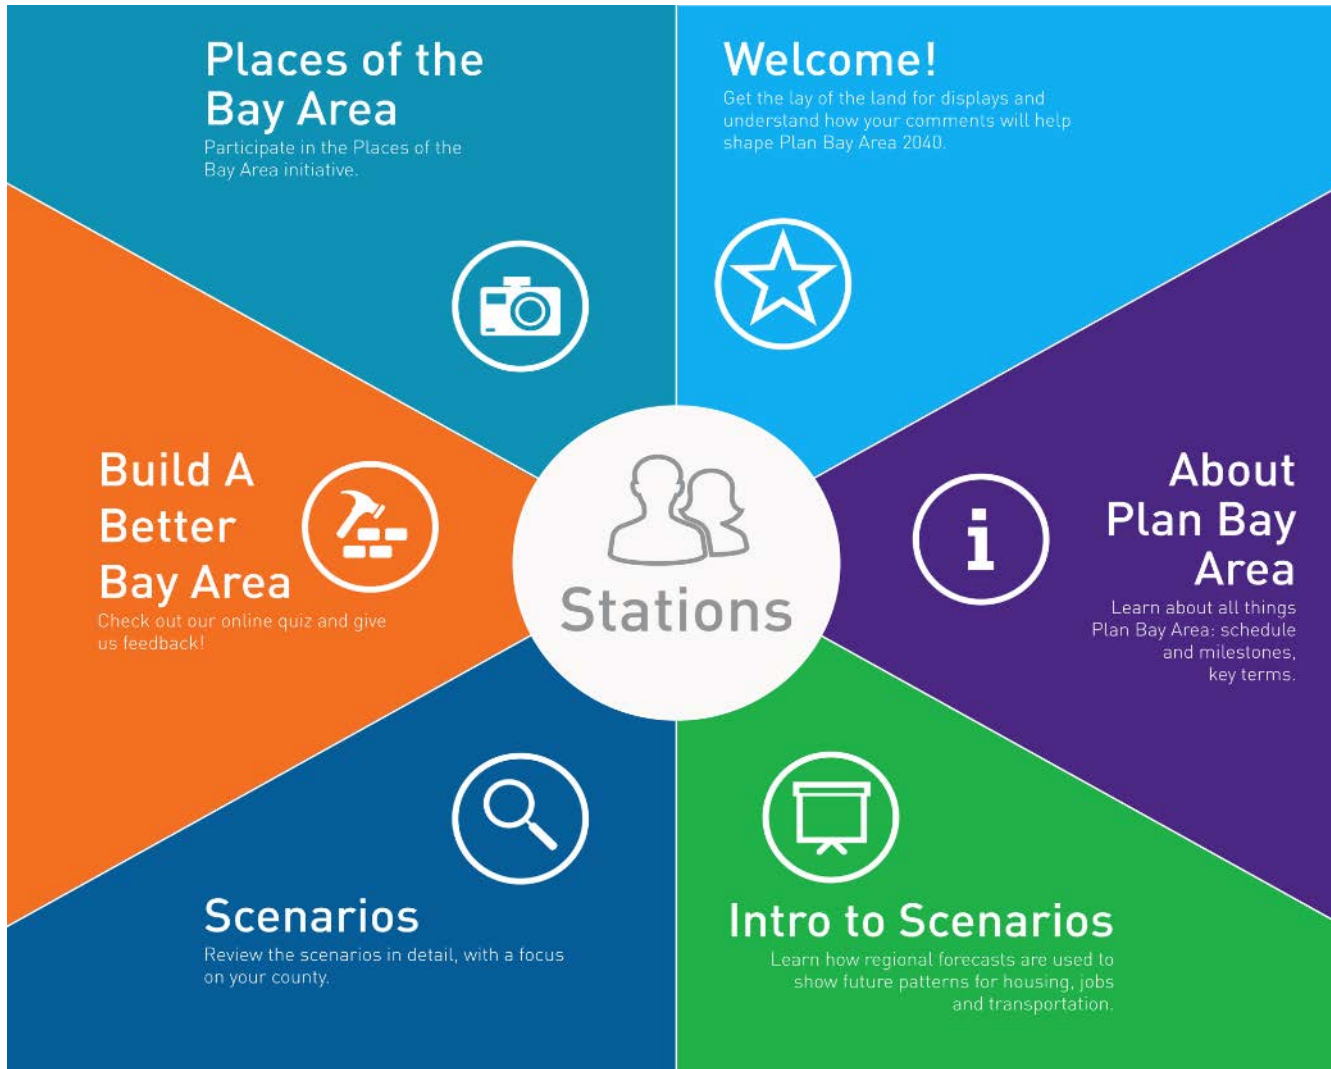 Places of the
Bay Area
Participate in the Places of the
Bay Area initiative.
Welcome!
Get the lay of the land for displays and
understand how your comments will help
shape Plan Bay Area 2040.
Build A
Better
Bay Area
Check out our online quiz and give
us feedback!
Stations
i
About
Plan Bay
Area
Learn about all things
Plan Bay Area: schedule
and milestones,
key terms.
Scenarios
Review the scenarios in detail, with a focus
on your county.
Intro to Scenarios
Learn how regional forecasts are used to
show future patterns for housing, jobs
and transportation.